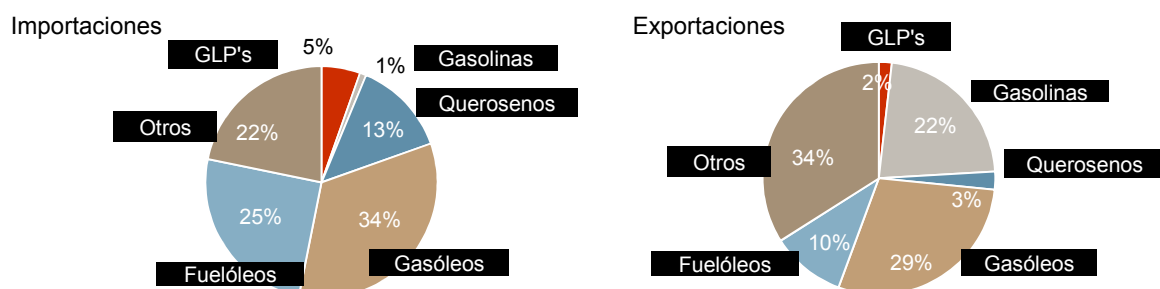 Importaciones
GLP's
5%
1%
Gasolinas
Querosenos
13%
Otros
22%
25%
34%
Fuelóleos
Gasóleos
Exportaciones
GLP's
2%
Gasolinas
22%
Otros
34%
Querosenos
3%
10%
Fuelóleos
29%
Gasóleos